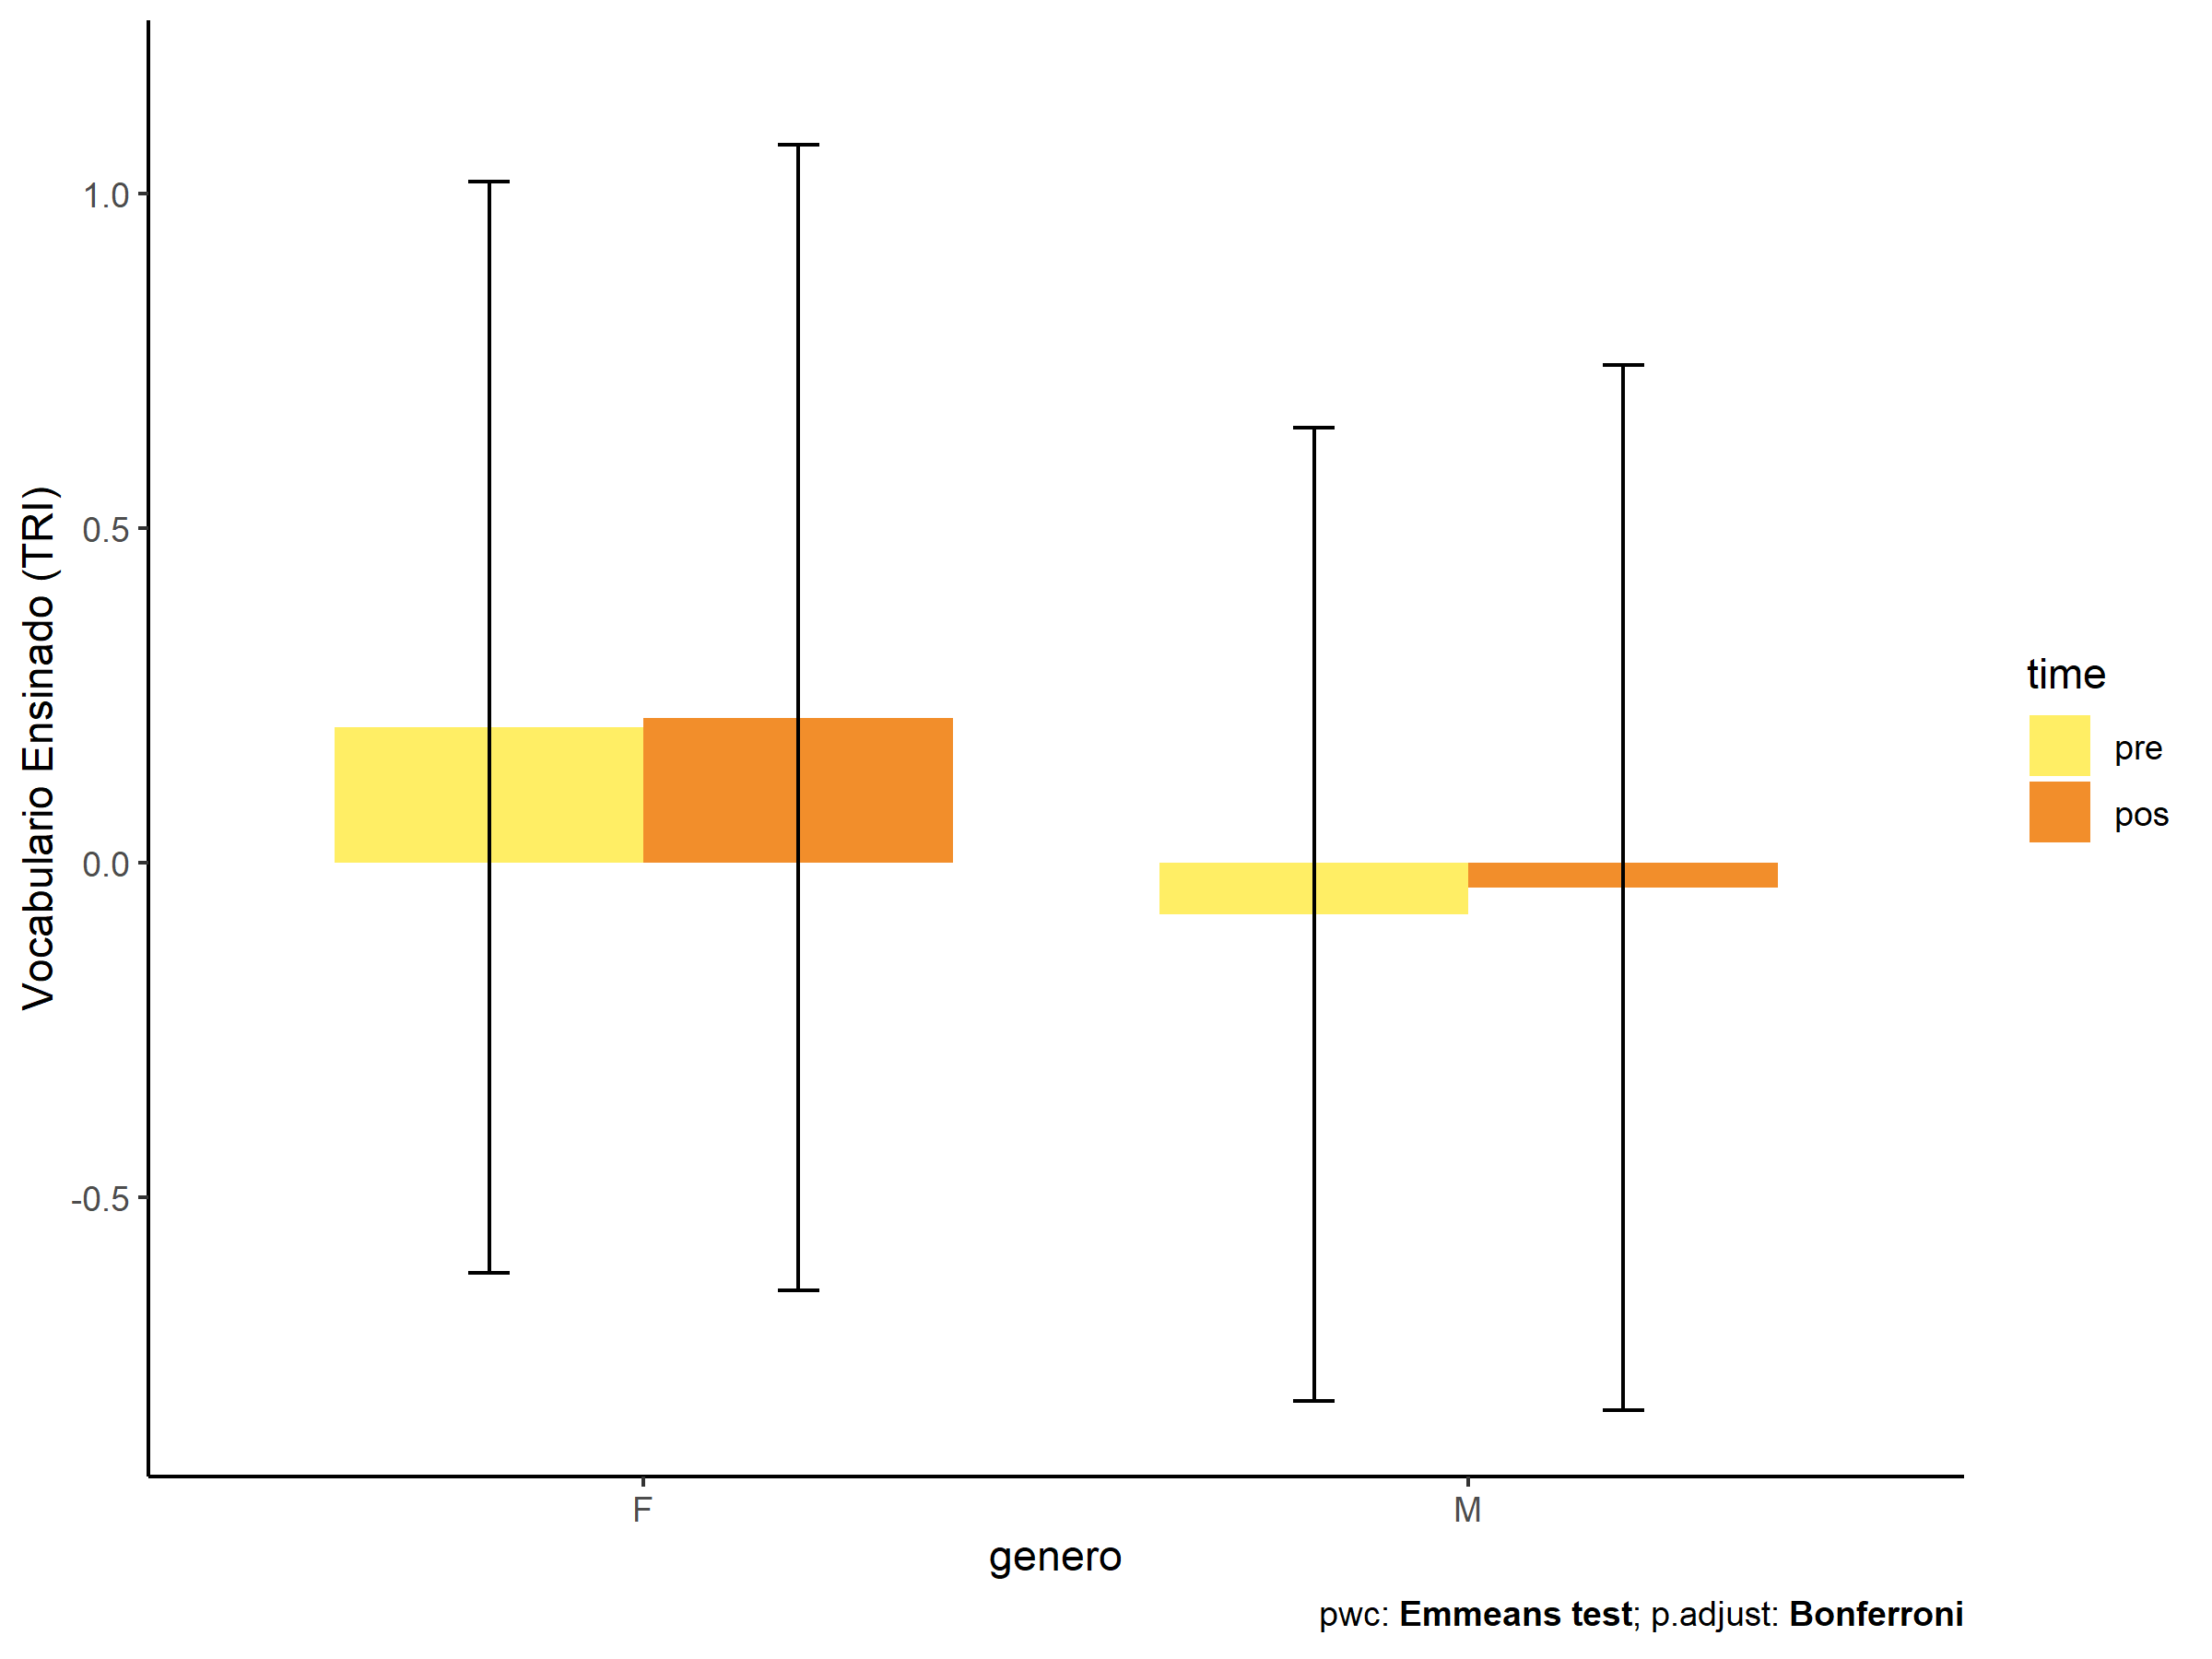 Vocabulario Ensinado (TRI)
1.0
0.5
0.0
-0.5
F
M
genero
time
pre
pos
pwc: Emmeans test; p.adjust: Bonferroni